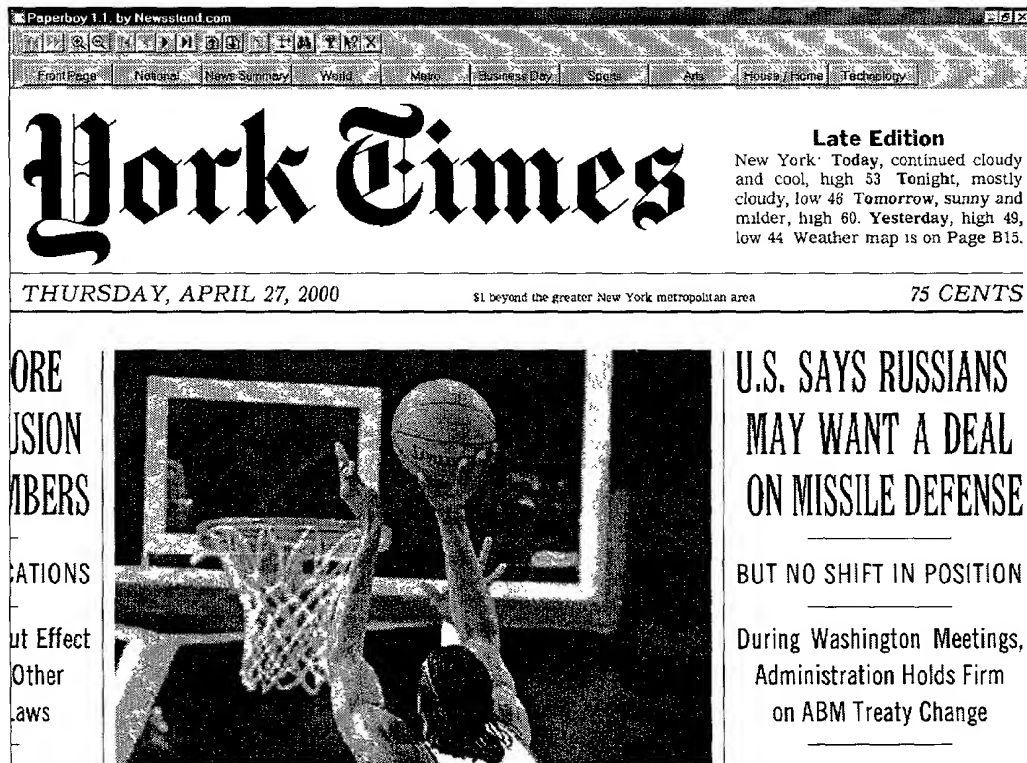 Paperboy 1.1. by Newsstand.com
Front Page National News Summary World Metro Business Day Sports Arts House / Home Technology
York Times
Late Edition
New York· Today, continued cloudy
and cool, high 53 Tonight, mostly
cloudy, low 46 Tomorrow, sunny and
milder, high 60. Yesterday, high 49,
low 44 Weather map is on Page B15.
THURSDAY, APRIL 27, 2000
$1 beyond the greater New York metropolitan area
75 CENTS
ORE
USION
MBERS
CATIONS
ut Effect
Other
Laws
U.S. SAYS RUSSIANS
MAY WANT A DEAL
ON MISSILE DEFENSE
BUT NO SHIFT IN POSITION
During Washington Meetings,
Administration Holds Firm
on ABM Treaty Change